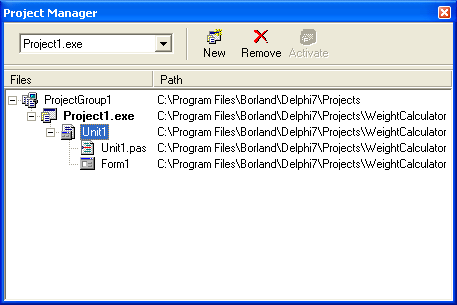 Project Manager
Project1.exe
New Remove Activate
Files Path
ProjectGroup1 C:\Program Files\Borland\Delphi7\Projects
Project1.exe C:\Program Files\Borland\Delphi7\Projects\WeightCalculator
Unit1 C:\Program Files\Borland\Delphi7\Projects\WeightCalculator
Unit1.pas C:\Program Files\Borland\Delphi7\Projects\WeightCalculator
Form1 C:\Program Files\Borland\Delphi7\Projects\WeightCalculator